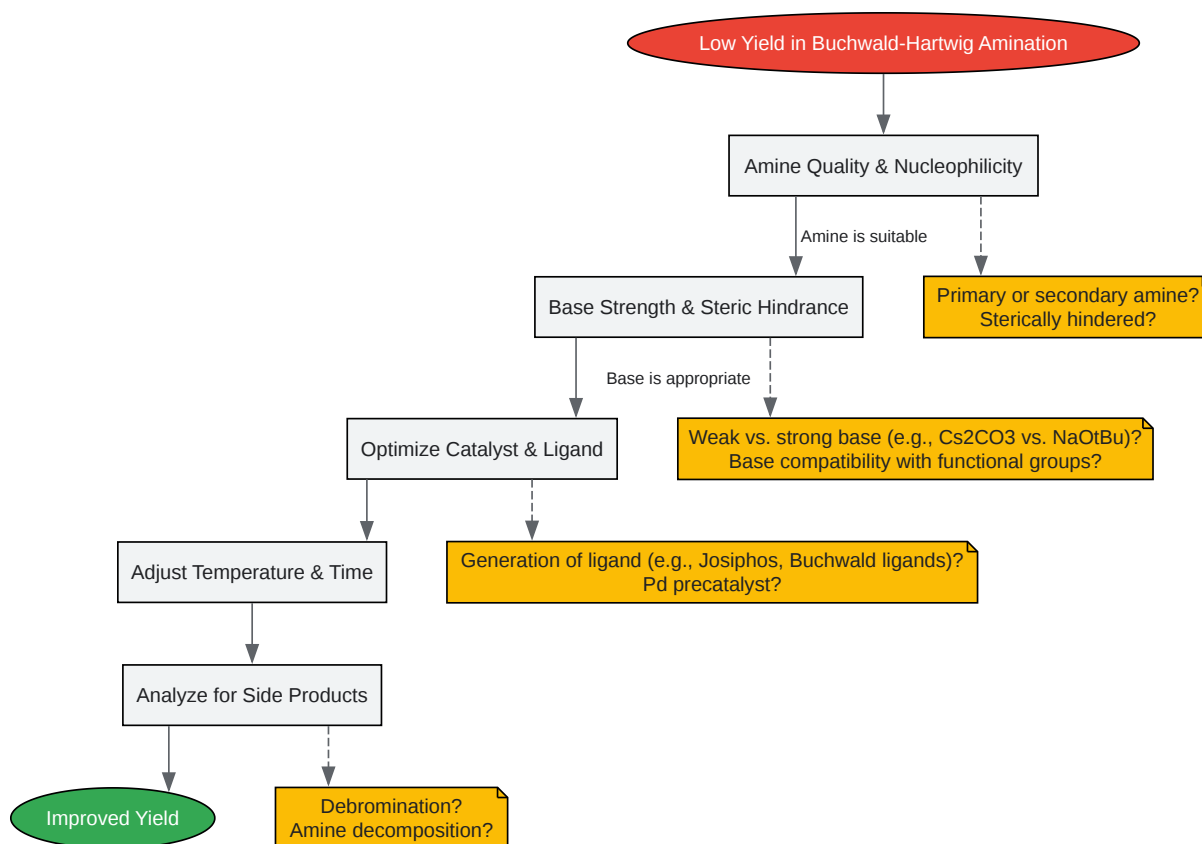 Low Yield in Buchwald-Hartwig Amination
Amine Quality & Nucleophilicity
Amine is suitable
Base Strength & Steric Hindrance
Primary or secondary amine?
Sterically hindered?
Base is appropriate
Optimize Catalyst & Ligand
Weak vs. strong base (e.g., Cs2CO3 vs. NaOtBu)?
Base compatibility with functional groups?
Adjust Temperature & Time
Generation of ligand (e.g., Josiphos, Buchwald ligands)?
Pd precatalyst?
Analyze for Side Products
Improved Yield
Debromination?
Amine decomposition?